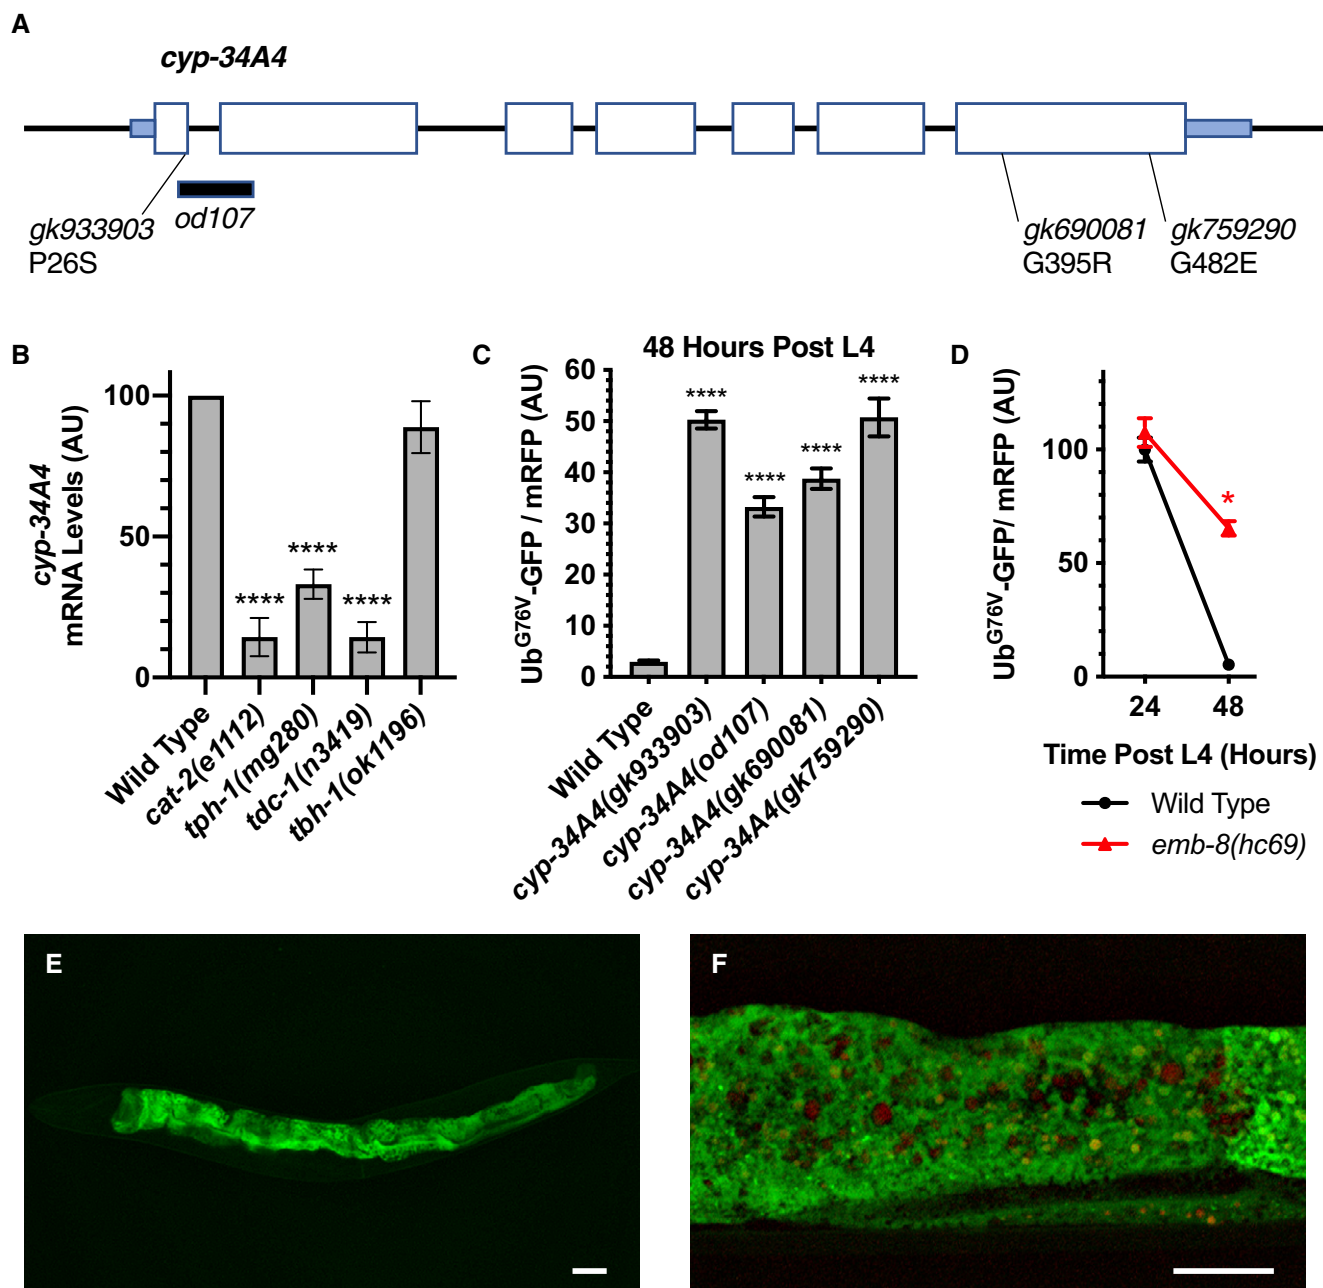 A
cyp-34A4
gk933903
P26S
od107
gk690081
G395R
gk759290
G482E
B
cyp-34A4
mRNA Levels (AU)
100
50
0
****
****
****
Wild Type
cat-2(e1112)
tph-1(mg280)
tdc-1(n3419)
tbh-1(ok1196)
C
48 Hours Post L4
Ub^G76V-GFP / mRFP (AU)
60
50
40
30
20
10
0
****
****
****
****
Wild Type
cyp-34A4(gk933903)
cyp-34A4(od107)
cyp-34A4(gk690081)
cyp-34A4(gk759290)
D
Ub^G76V-GFP/ mRFP (AU)
100
50
0
*
24 48
Time Post L4 (Hours)
Wild Type
emb-8(hc69)
E
F